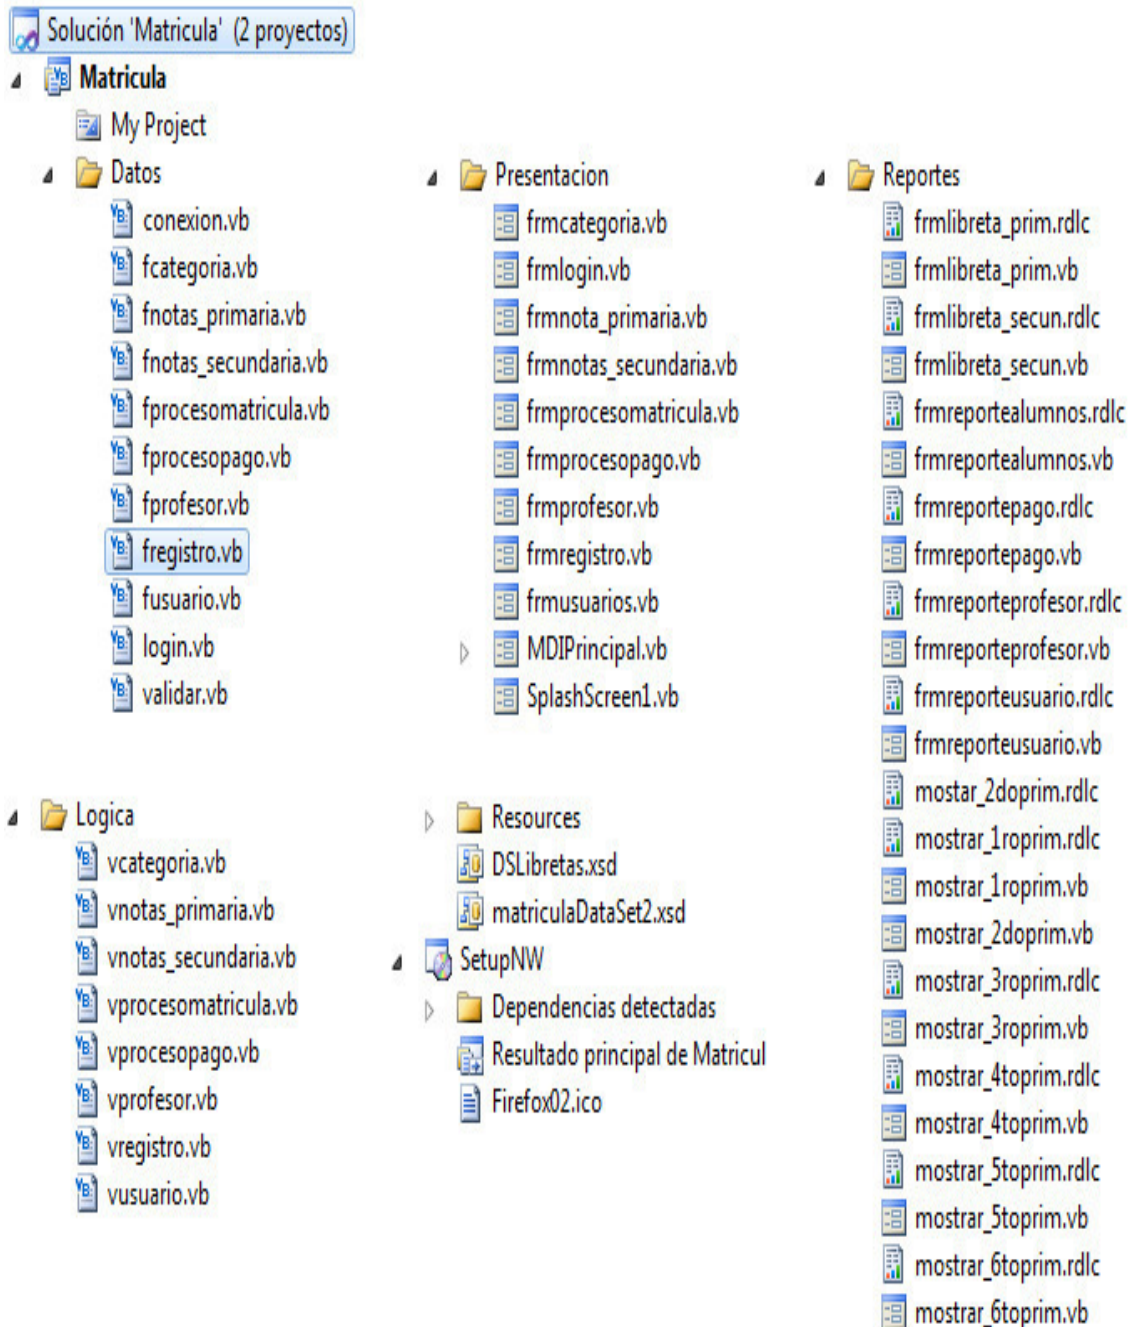 Solución 'Matricula' (2 proyectos)
Matricula
My Project
Datos
conexion.vb
fcategoria.vb
fnotas_primaria.vb
fnotas_secundaria.vb
fprocesomatricula.vb
fprocesopago.vb
fprofesor.vb
fregistro.vb
fusuario.vb
login.vb
validar.vb
Logica
vcategoria.vb
vnotas_primaria.vb
vnotas_secundaria.vb
vprocesomatricula.vb
vprocesopago.vb
vprofesor.vb
vregistro.vb
vusuario.vb
Presentacion
frmcategoria.vb
frmlogin.vb
frmnota_primaria.vb
frmnotas_secundaria.vb
frmprocesomatricula.vb
frmprocesopago.vb
frmprofesor.vb
frmregistro.vb
frmusuarios.vb
MDIPrincipal.vb
SplashScreen1.vb
Resources
DSLibretas.xsd
matriculaDataSet2.xsd
SetupNW
Dependencias detectadas
Resultado principal de Matricul
Firefox02.ico
Reportes
frmlibreta_prim.rdlc
frmlibreta_prim.vb
frmlibreta_secun.rdlc
frmlibreta_secun.vb
frmreportealumnos.rdlc
frmreportealumnos.vb
frmreportepago.rdlc
frmreportepago.vb
frmreporteprofesor.rdlc
frmreporteprofesor.vb
frmreporteusuario.rdlc
frmreporteusuario.vb
mostar_2doprim.rdlc
mostrar_1roprim.rdlc
mostrar_1roprim.vb
mostrar_2doprim.vb
mostrar_3roprim.rdlc
mostrar_3roprim.vb
mostrar_4toprim.rdlc
mostrar_4toprim.vb
mostrar_5toprim.rdlc
mostrar_5toprim.vb
mostrar_6toprim.rdlc
mostrar_6toprim.vb